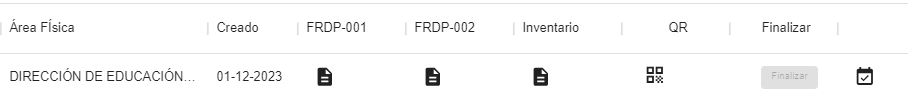 Área Física Creado FRDP-001 FRDP-002 Inventario QR Finalizar
DIRECCIÓN DE EDUCACIÓN... 01-12-2023 Finalizar